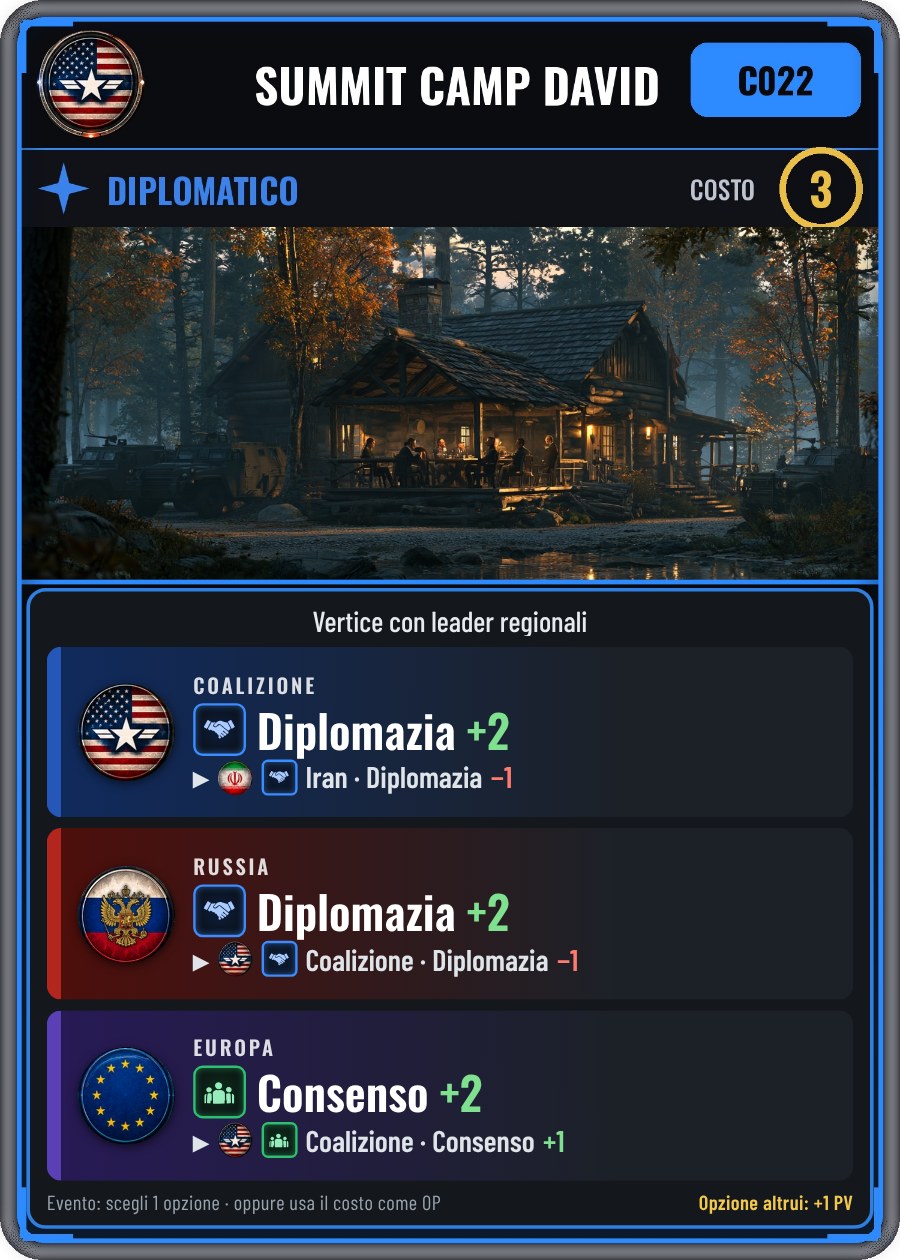 SUMMIT CAMP DAVID
C022
DIPLOMATICO
COSTO
3
Vertice con leader regionali
COALIZIONE
Diplomazia +2
▶ Iran · Diplomazia −1
RUSSIA
Diplomazia +2
▶ Coalizione · Diplomazia −1
EUROPA
Consenso +2
▶ Coalizione · Consenso +1
Evento: scegli 1 opzione · oppure usa il costo come OP
Opzione altrui: +1 PV